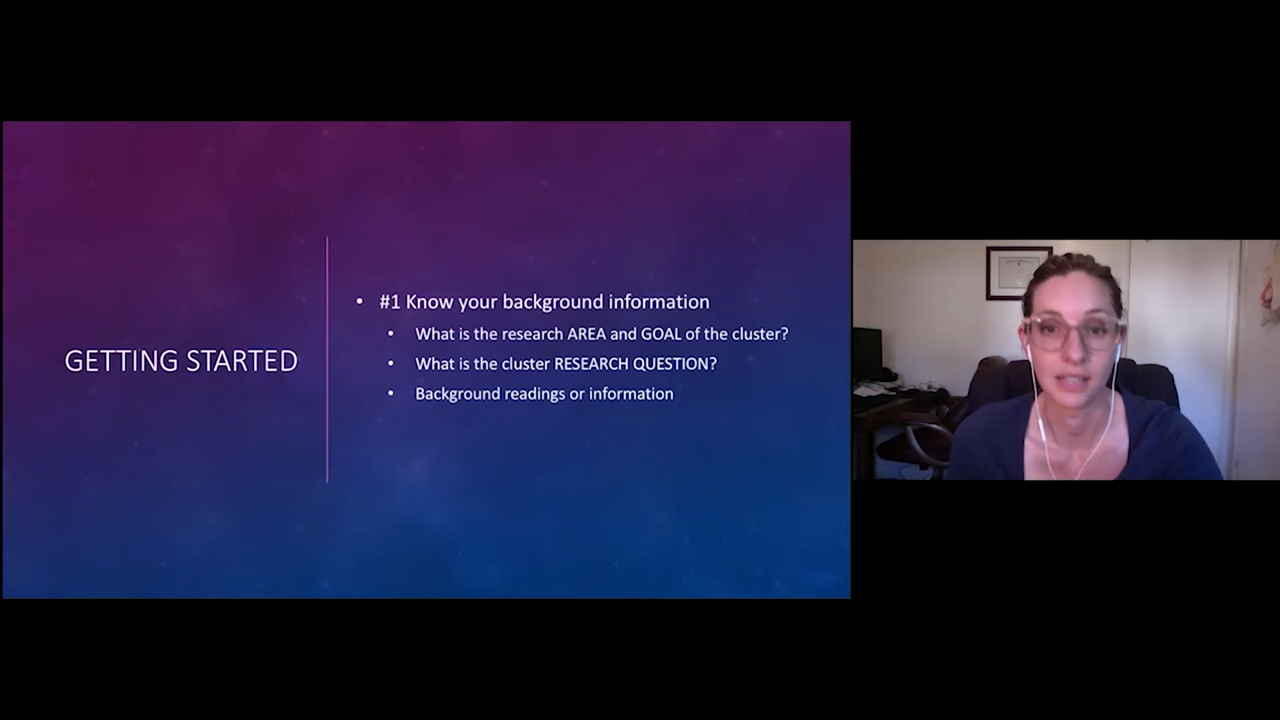 GETTING STARTED
• #1 Know your background information
• What is the research AREA and GOAL of the cluster?
• What is the cluster RESEARCH QUESTION?
• Background readings or information